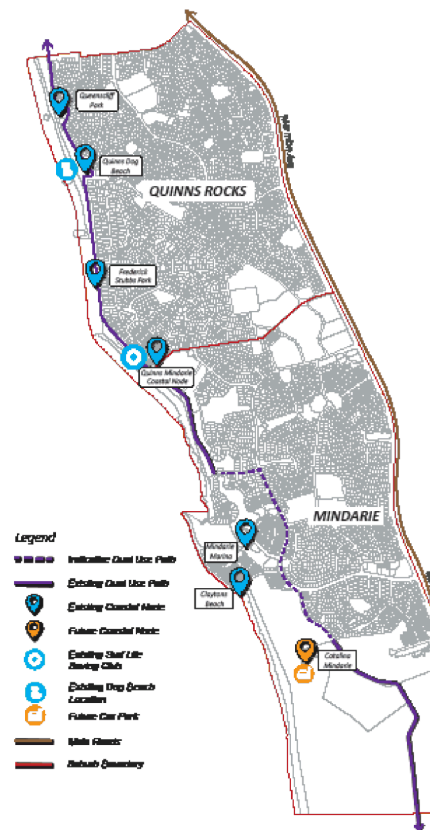 Queenscliff
Park
Quinns Dog
Beach
QUINNS ROCKS
Frederick
Stubbs Park
Quinns Mindarie
Coastal Node
MINDARIE
Mindarie
Marina
Claytons
Beach
Catalina
Mindarie
Legend
Indicative Dual Use Path
Existing Dual Use Path
Existing Coastal Node
Future Coastal Node
Existing Surf Life
Saving Club
Existing Dog Beach
Location
Future Car Park
Main Roads
Suburb Boundary